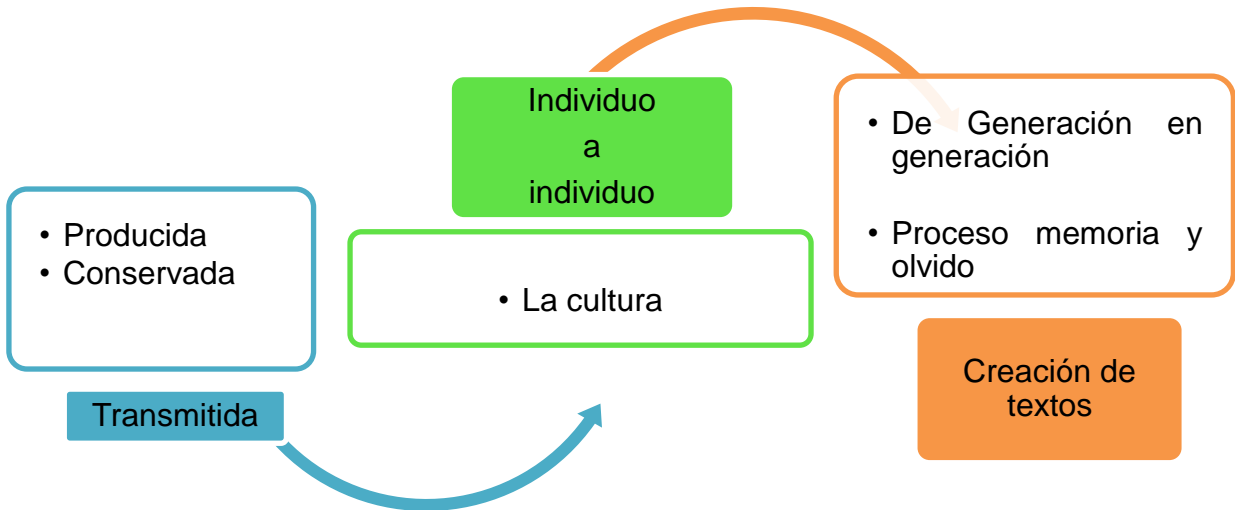 • Producida
• Conservada
Transmitida
Individuo
a
individuo
• La cultura
• De Generación en
generación
• Proceso memoria y
olvido
Creación de
textos